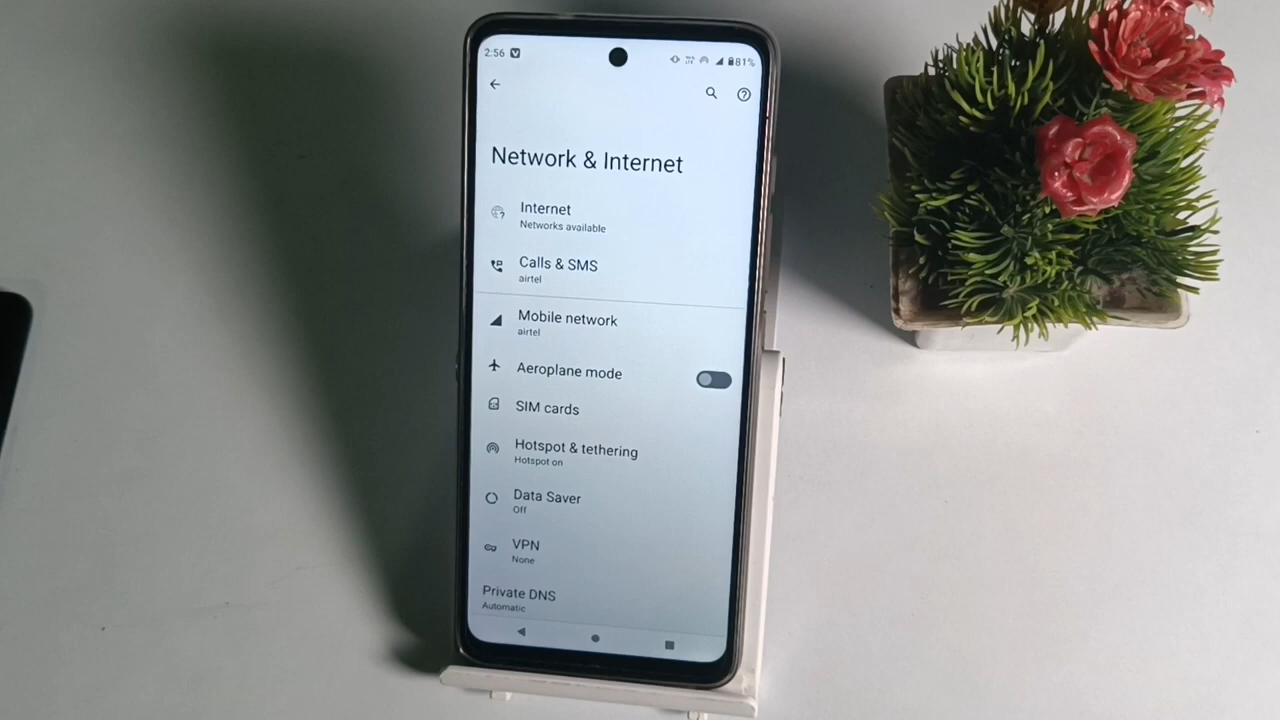 2:56
81%
Network & Internet
Internet
Networks available
Calls & SMS
airtel
Mobile network
airtel
Aeroplane mode
SIM cards
Hotspot & tethering
Hotspot on
Data Saver
Off
VPN
None
Private DNS
Automatic